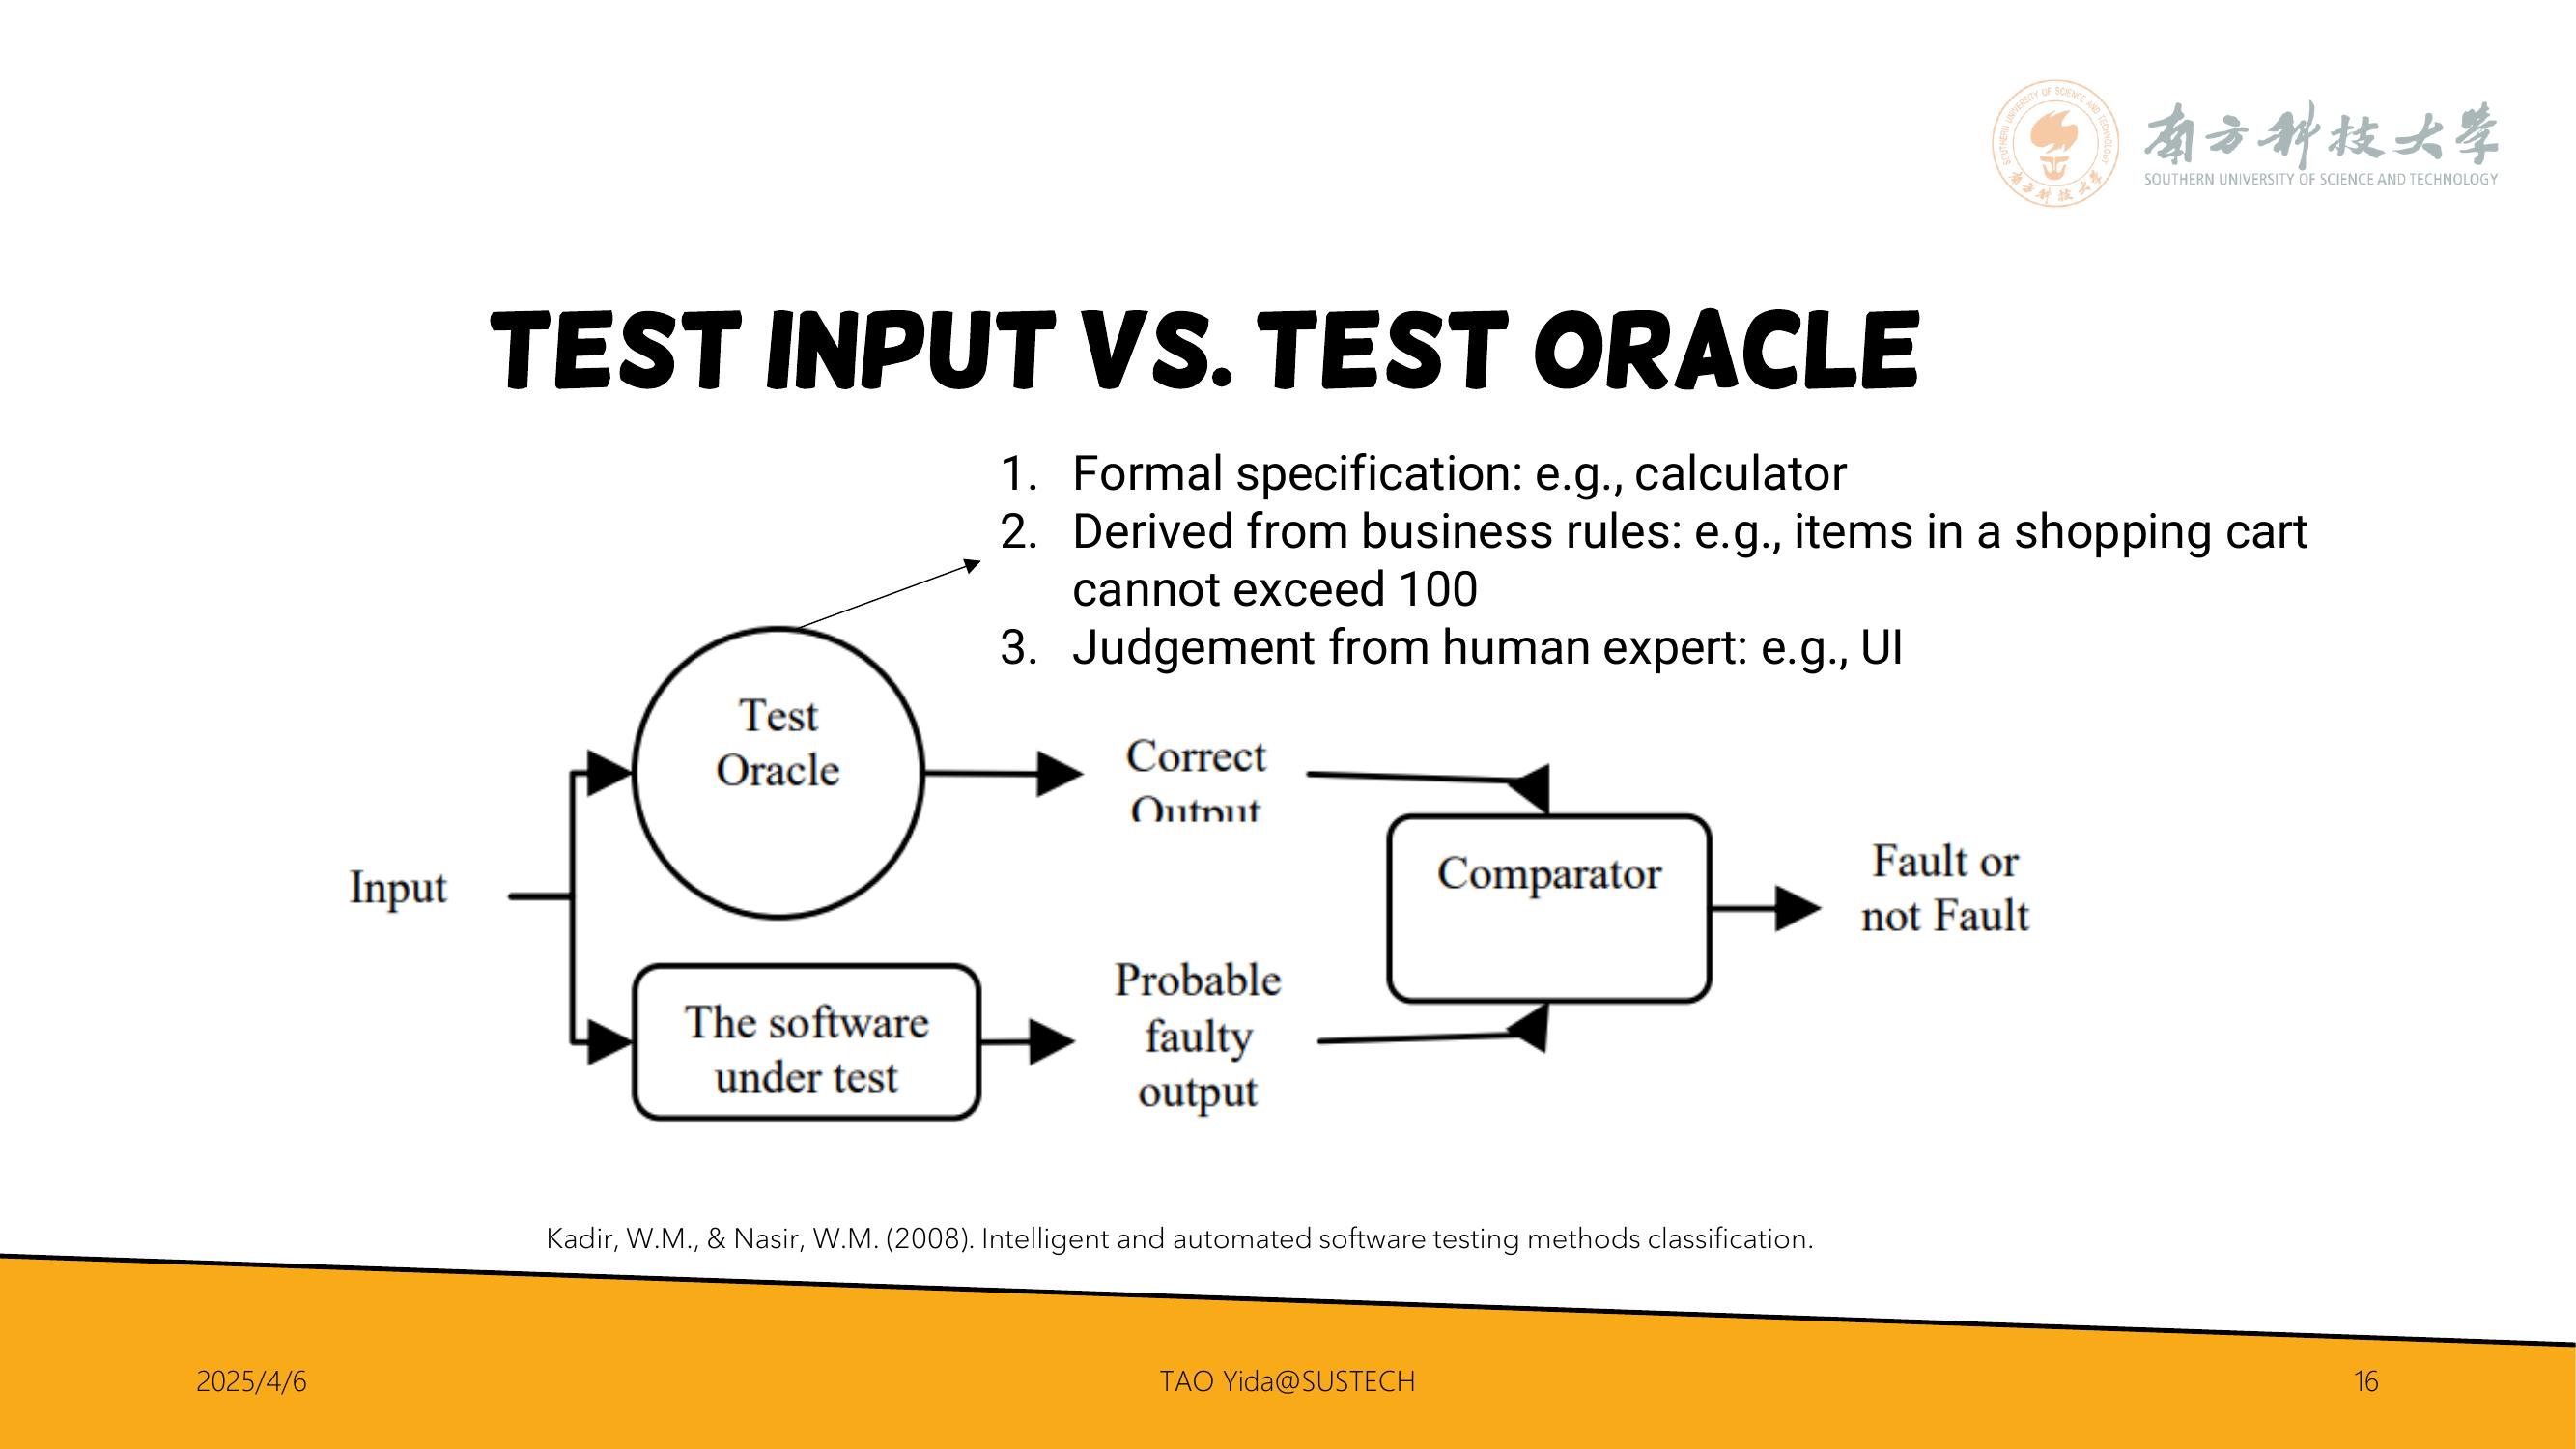 南方科技大学
SOUTHERN UNIVERSITY OF SCIENCE AND TECHNOLOGY
TEST INPUT VS. TEST ORACLE
1. Formal specification: e.g., calculator
2. Derived from business rules: e.g., items in a shopping cart
cannot exceed 100
3. Judgement from human expert: e.g., UI
Test
Oracle
Correct
Output
Input
Comparator
Fault or
not Fault
The software
under test
Probable
faulty
output
Kadir, W.M., & Nasir, W.M. (2008). Intelligent and automated software testing methods classification.
2025/4/6
TAO Yida@SUSTECH
16